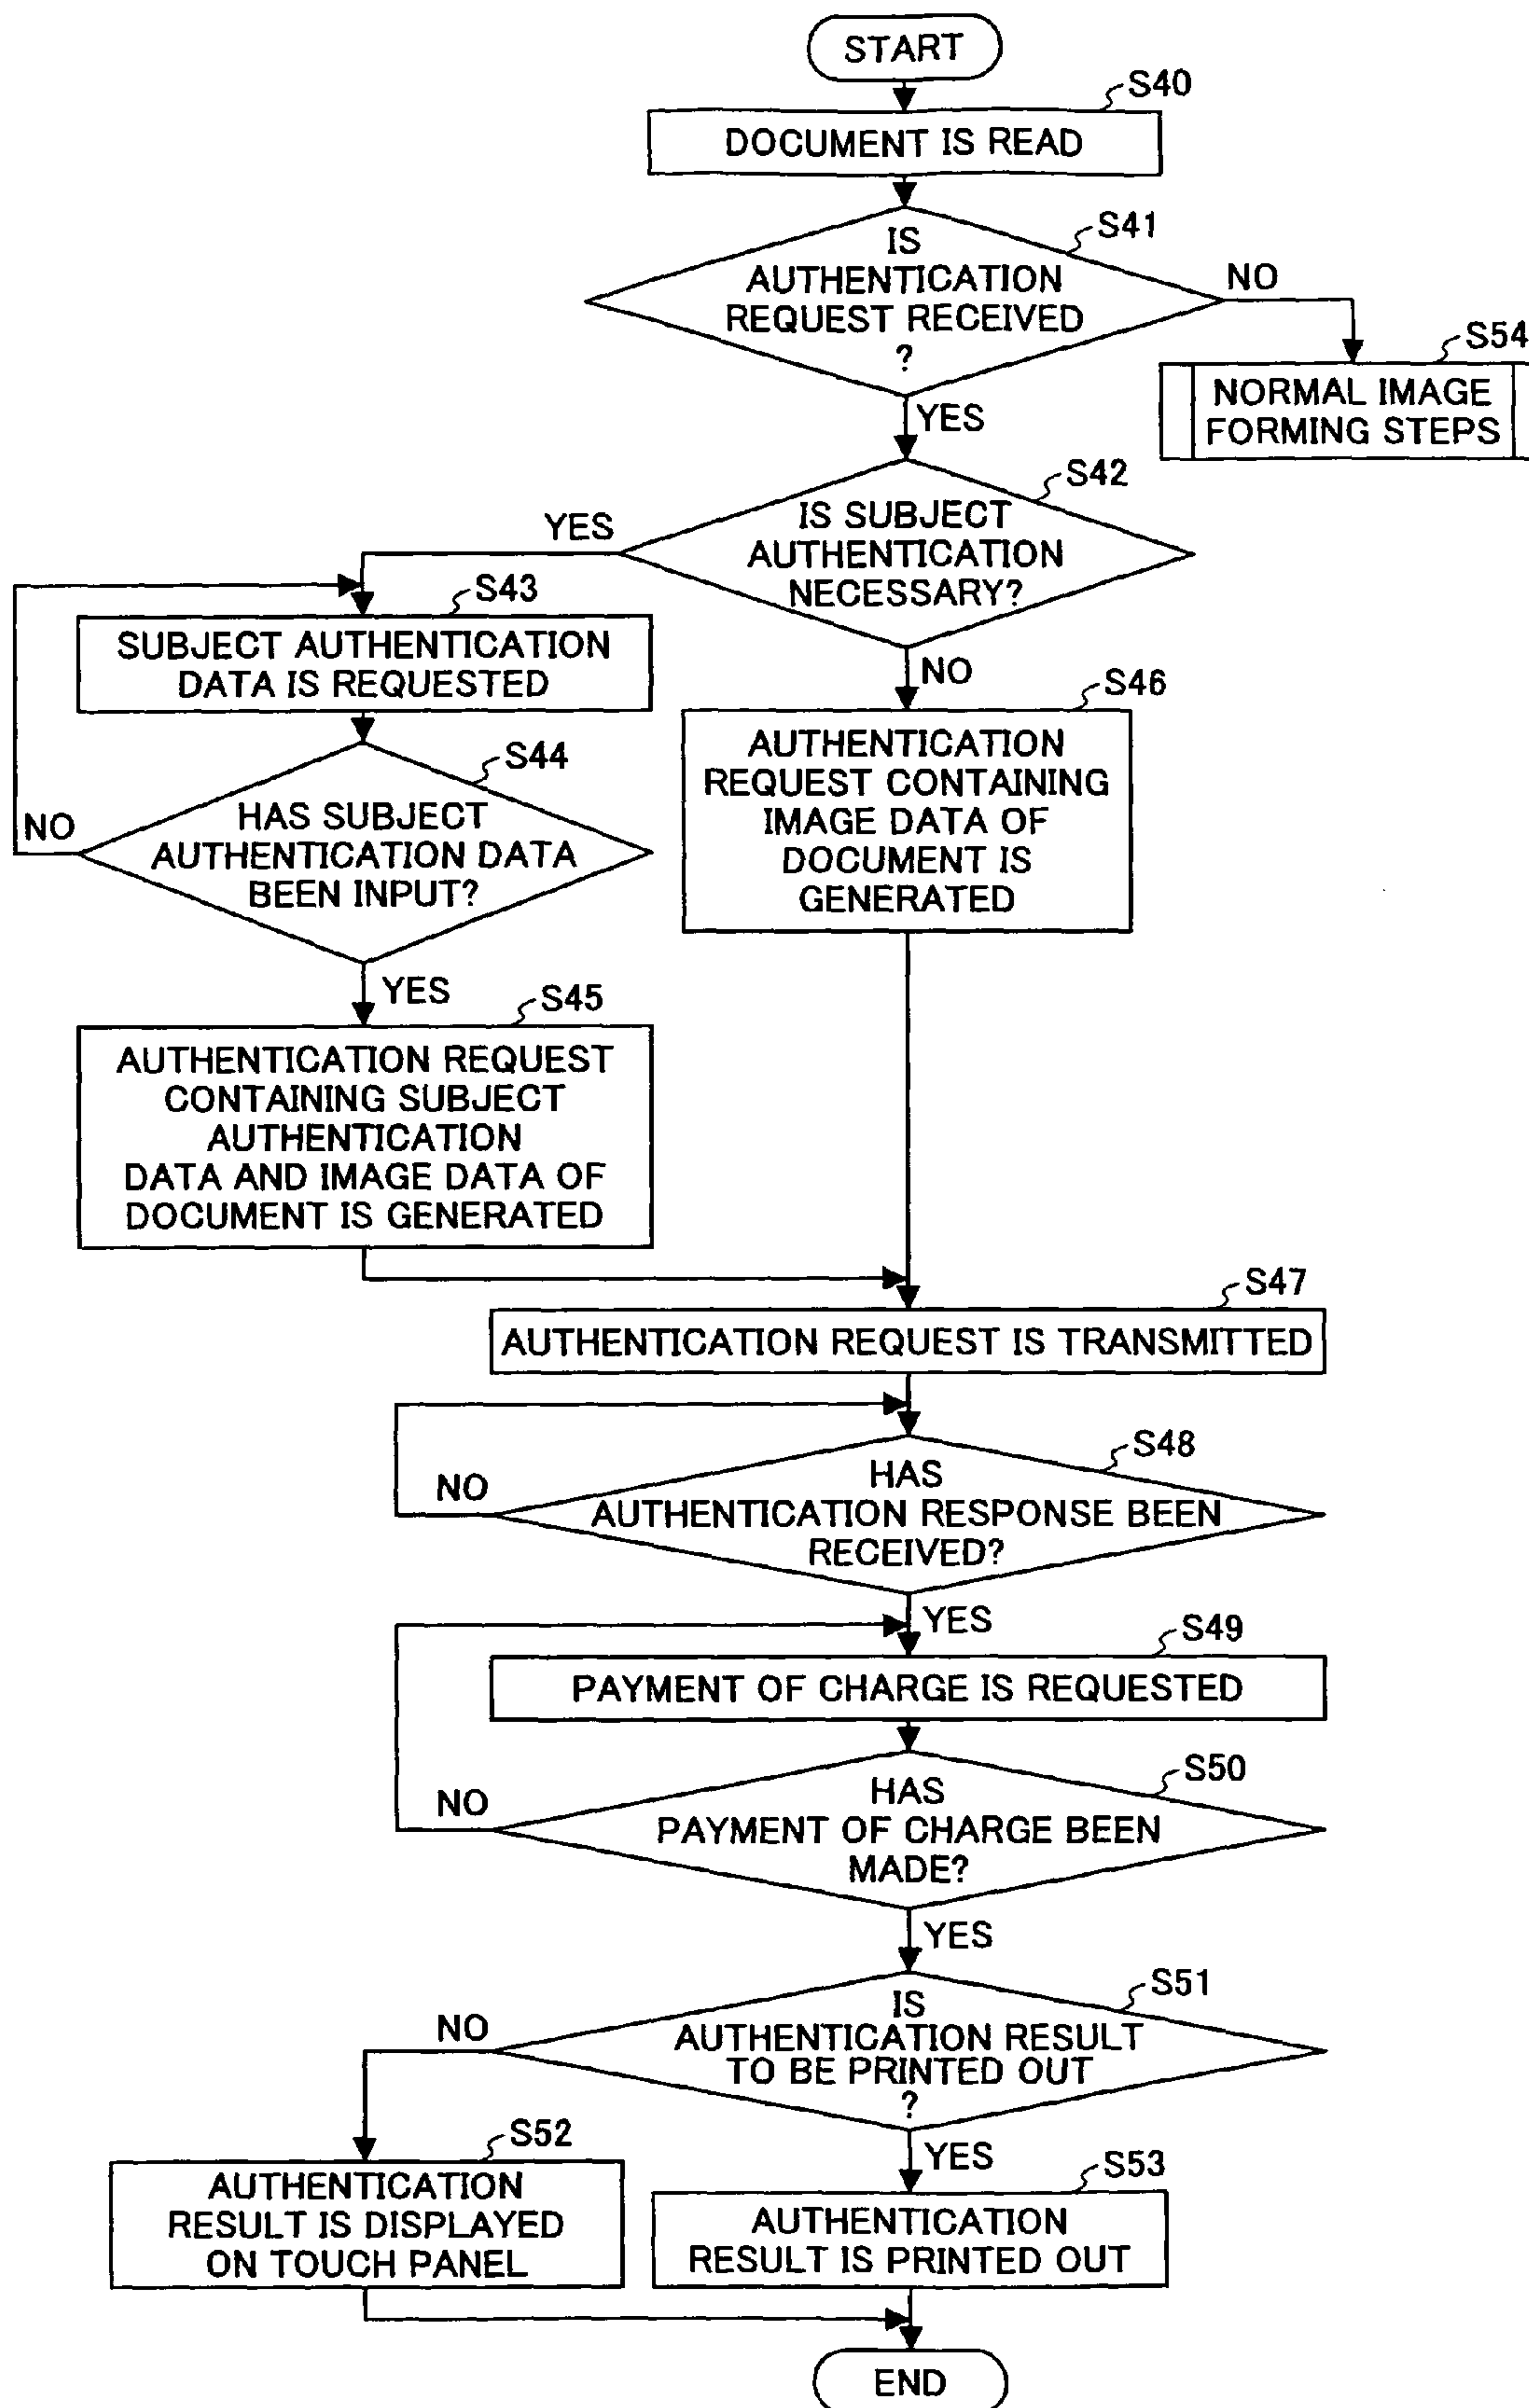 START
S40
DOCUMENT IS READ
S41
IS
AUTHENTICATION
REQUEST RECEIVED
?
NO
S54
NORMAL IMAGE
FORMING STEPS
YES
S42
IS SUBJECT
AUTHENTICATION
NECESSARY?
YES
S43
SUBJECT AUTHENTICATION
DATA IS REQUESTED
NO
S46
AUTHENTICATION
REQUEST CONTAINING
IMAGE DATA OF
DOCUMENT IS
GENERATED
S44
HAS SUBJECT
AUTHENTICATION DATA
BEEN INPUT?
NO
YES
S45
AUTHENTICATION REQUEST
CONTAINING SUBJECT
AUTHENTICATION
DATA AND IMAGE DATA OF
DOCUMENT IS GENERATED
S47
AUTHENTICATION REQUEST IS TRANSMITTED
S48
HAS
AUTHENTICATION RESPONSE BEEN
RECEIVED?
NO
YES
S49
PAYMENT OF CHARGE IS REQUESTED
S50
HAS
PAYMENT OF CHARGE BEEN
MADE?
NO
YES
S51
IS
AUTHENTICATION RESULT
TO BE PRINTED OUT
?
NO
S52
AUTHENTICATION
RESULT IS DISPLAYED
ON TOUCH PANEL
YES
S53
AUTHENTICATION
RESULT IS PRINTED OUT
END